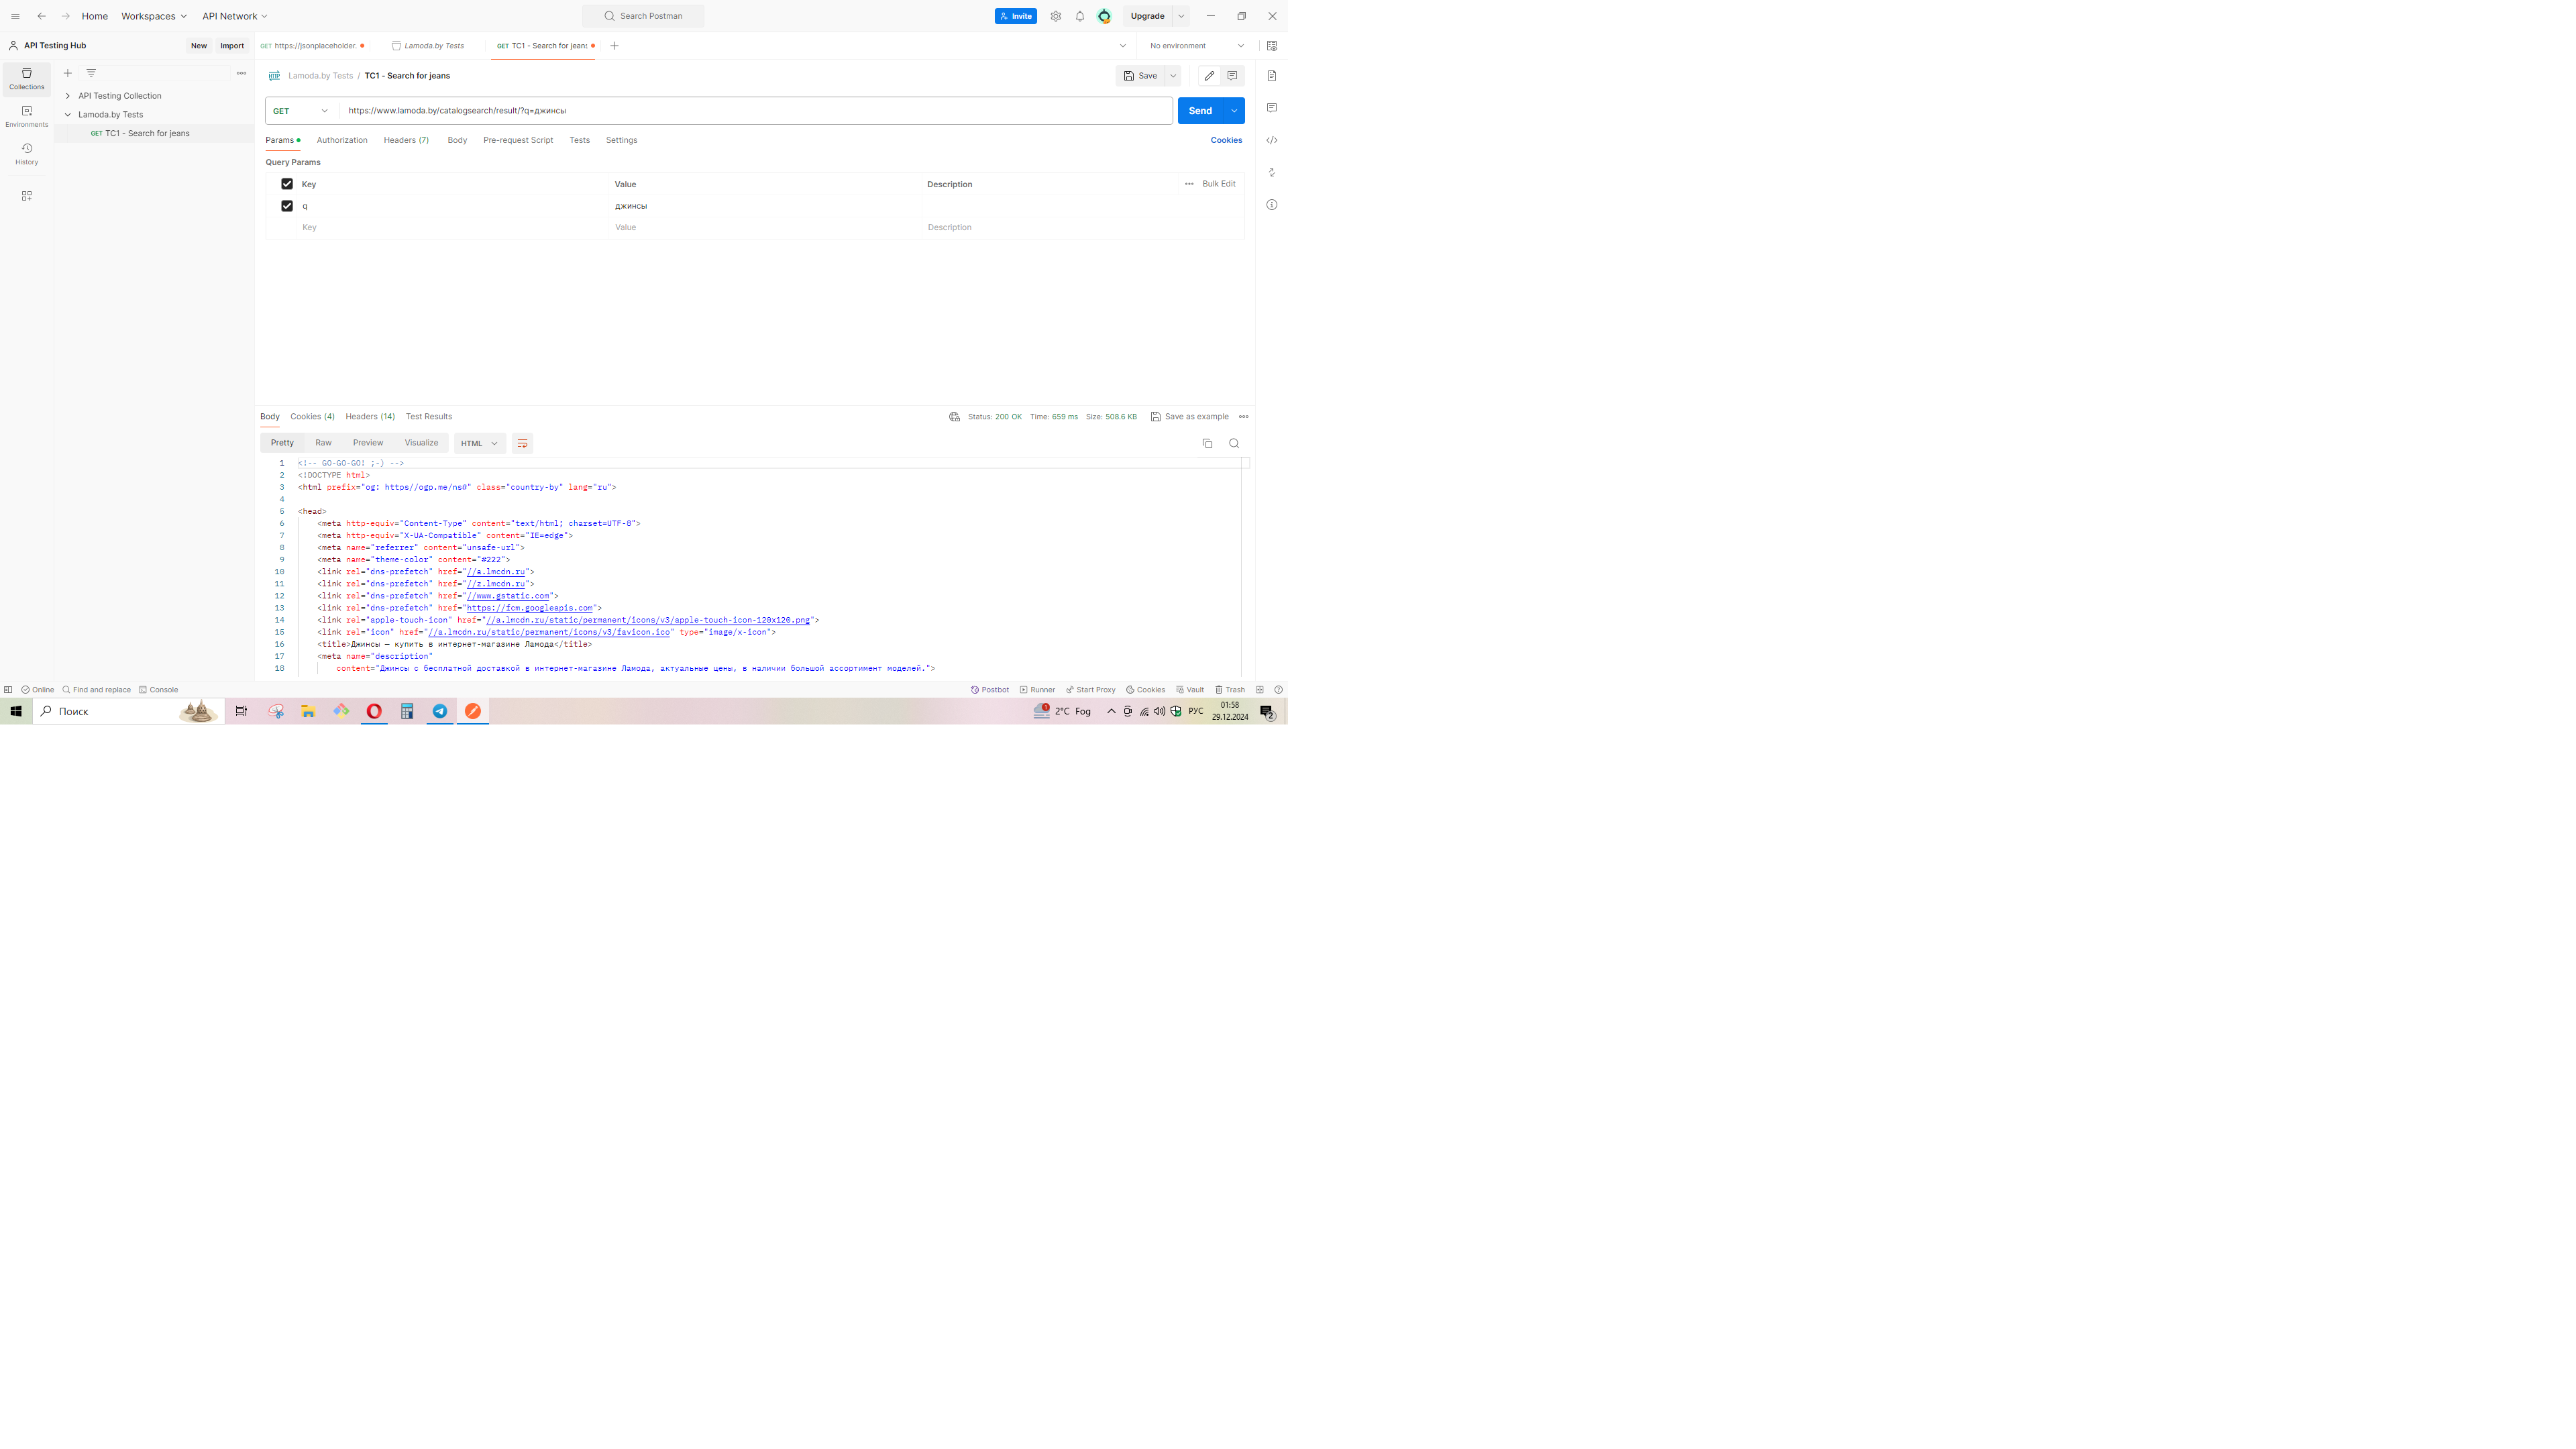 Home Workspaces API Network Search Postman Invite Upgrade
API Testing Hub New Import GET https://jsonplaceholder. Lamoda.by Tests GET TC1 - Search for jeans No environment
Collections
Environments
History
API Testing Collection
Lamoda.by Tests
GET TC1 - Search for jeans
Lamoda.by Tests / TC1 - Search for jeans Save
GET https://www.lamoda.by/catalogsearch/result/?q=джинсы Send
Params Authorization Headers (7) Body Pre-request Script Tests Settings Cookies
Query Params
Key Value Description Bulk Edit
q джинсы
Key Value Description
Body Cookies (4) Headers (14) Test Results Status: 200 OK Time: 659 ms Size: 508.6 KB Save as example
Pretty Raw Preview Visualize HTML
1 <!-- GO-GO-GO! ;-) -->
2 <!DOCTYPE html>
3 <html prefix="og: https//ogp.me/ns#" class="country-by" lang="ru">
4
5 <head>
6 <meta http-equiv="Content-Type" content="text/html; charset=UTF-8">
7 <meta http-equiv="X-UA-Compatible" content="IE=edge">
8 <meta name="referrer" content="unsafe-url">
9 <meta name="theme-color" content="#222">
10 <link rel="dns-prefetch" href="//a.lmcdn.ru">
11 <link rel="dns-prefetch" href="//z.lmcdn.ru">
12 <link rel="dns-prefetch" href="//www.gstatic.com">
13 <link rel="dns-prefetch" href="https://fcm.googleapis.com">
14 <link rel="apple-touch-icon" href="//a.lmcdn.ru/static/permanent/icons/v3/apple-touch-icon-120x120.png">
15 <link rel="icon" href="//a.lmcdn.ru/static/permanent/icons/v3/favicon.ico" type="image/x-icon">
16 <title>Джинсы — купить в интернет-магазине Ламода</title>
17 <meta name="description"
18 content="Джинсы с бесплатной доставкой в интернет-магазине Ламода, актуальные цены, в наличии большой ассортимент моделей.">
Online Find and replace Console Postbot Runner Start Proxy Cookies Vault Trash
Поиск 1 2°C Fog РУС 01:58
29.12.2024 2